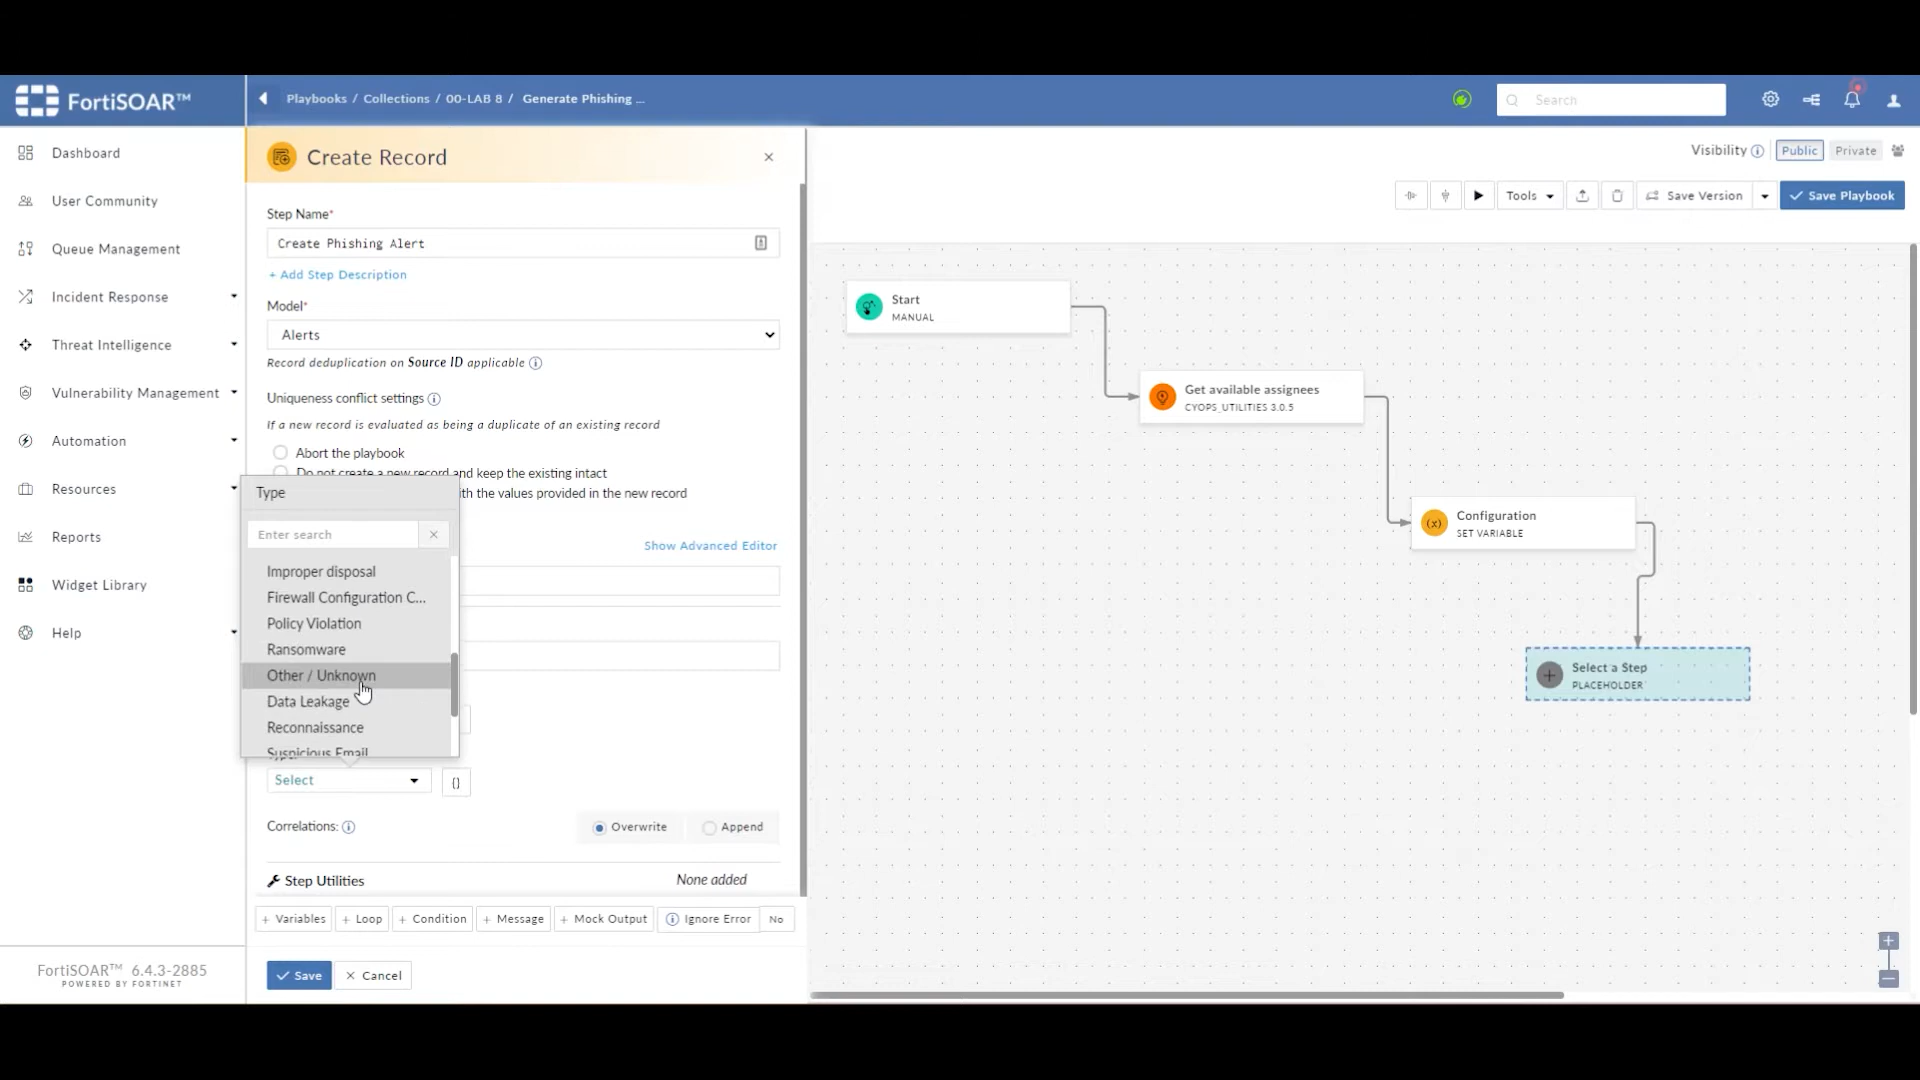 FortiSOAR™
Playbooks / Collections / 00-LAB 8 / Generate Phishing ...
Search
Dashboard
User Community
Queue Management
Incident Response
Threat Intelligence
Vulnerability Management
Automation
Resources
Reports
Widget Library
Help
FortiSOAR™ 6.4.3-2885
POWERED BY FORTINET
Create Record
Step Name*
Create Phishing Alert
+ Add Step Description
Model*
Alerts
Record deduplication on Source ID applicable
Uniqueness conflict settings
If a new record is evaluated as being a duplicate of an existing record
Abort the playbook
Do not create a new record and keep the existing intact
with the values provided in the new record
Show Advanced Editor
Type
Enter search
Improper disposal
Firewall Configuration C...
Policy Violation
Ransomware
Other / Unknown
Data Leakage
Reconnaissance
Suspicious Email
Select
{}
Correlations:
Overwrite
Append
Step Utilities
None added
+ Variables
+ Loop
+ Condition
+ Message
+ Mock Output
Ignore Error
No
Save
Cancel
Visibility
Public
Private
Tools
Save Version
Save Playbook
Start
MANUAL
Get available assignees
CYOPS_UTILITIES 3.0.5
(x)
Configuration
SET VARIABLE
Select a Step
PLACEHOLDER